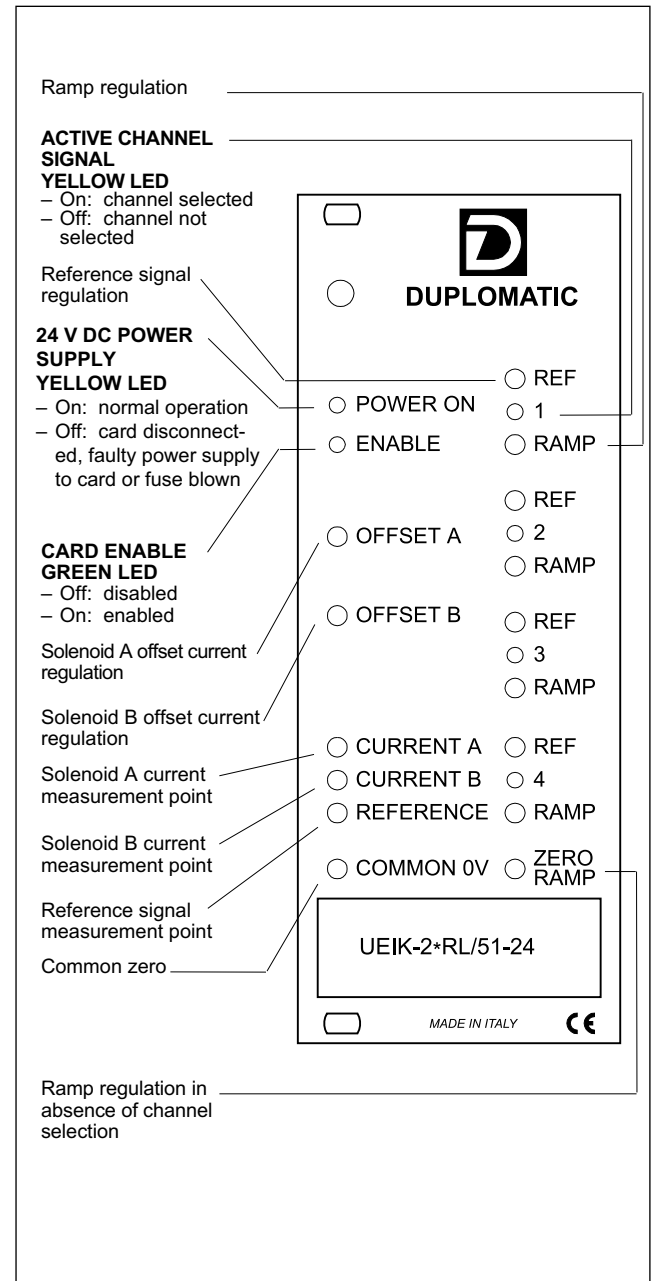 Ramp regulation
ACTIVE CHANNEL
SIGNAL
YELLOW LED
– On: channel selected
– Off: channel not
selected
Reference signal
regulation
24 V DC POWER
SUPPLY
YELLOW LED
– On: normal operation
– Off: card disconnect-
ed, faulty power supply
to card or fuse blown
CARD ENABLE
GREEN LED
– Off: disabled
– On: enabled
Solenoid A offset current
regulation
Solenoid B offset current
regulation
Solenoid A current
measurement point
Solenoid B current
measurement point
Reference signal
measurement point
Common zero
Ramp regulation in
absence of channel
selection
D
DUPLOMATIC
POWER ON
ENABLE
OFFSET A
OFFSET B
CURRENT A
CURRENT B
REFERENCE
COMMON 0V
REF
1
RAMP
REF
2
RAMP
REF
3
RAMP
REF
4
RAMP
ZERO
RAMP
UEIK-2*RL/51-24
MADE IN ITALY CE